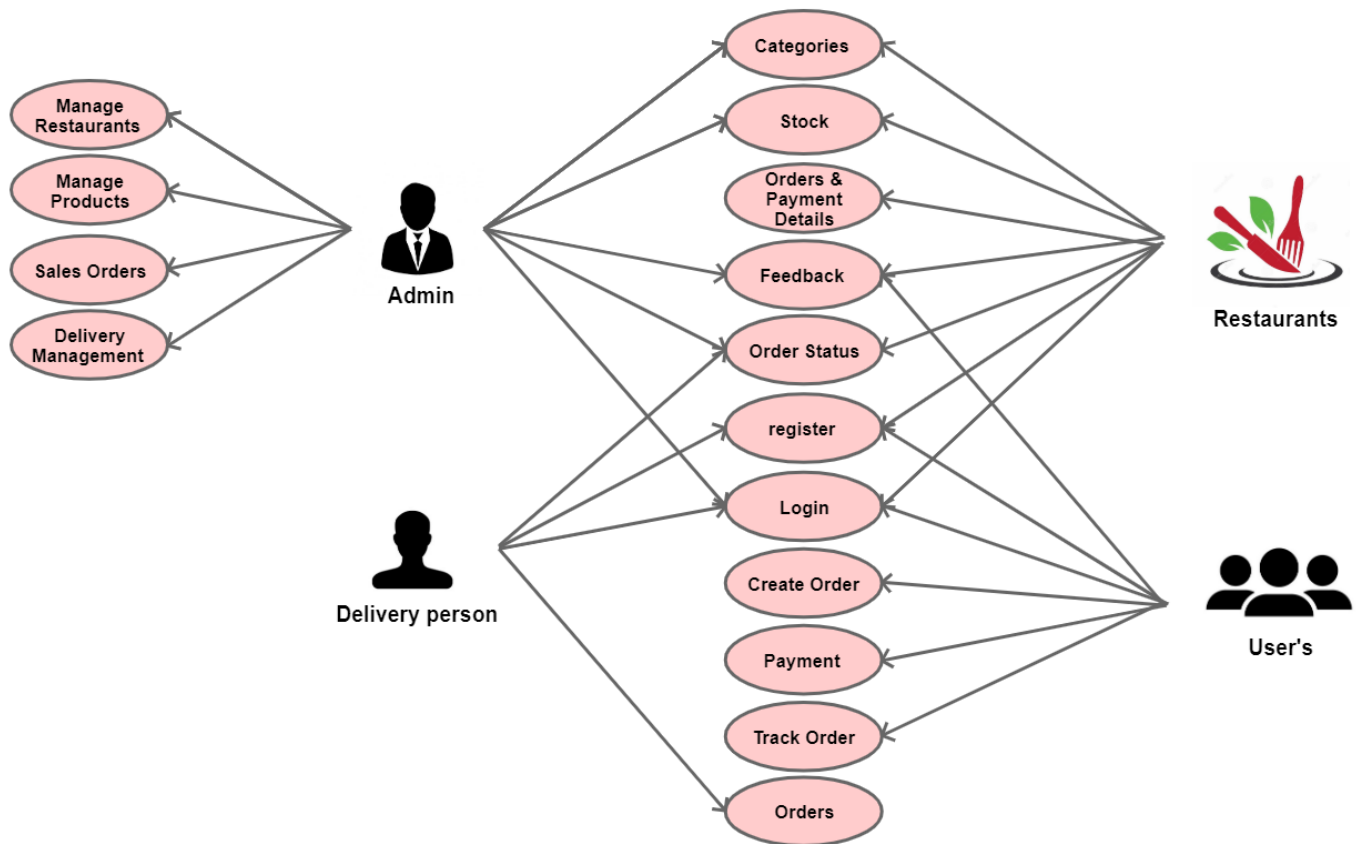 Categories
Manage
Restaurants
Stock
Manage
Products
Orders &
Payment
Details
Sales Orders
Feedback
Admin
Restaurants
Delivery
Management
Order Status
register
Login
Create Order
Delivery person
User's
Payment
Track Order
Orders